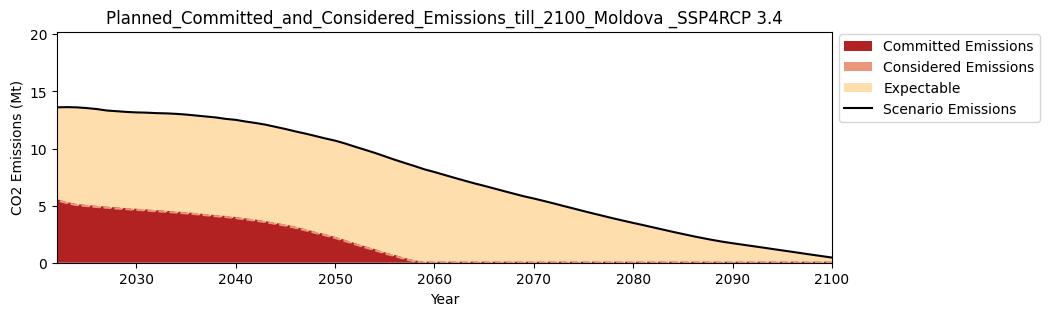 Planned_Committed_and_Considered_Emissions_till_2100_Moldova _SSP4RCP 3.4
20
15
10
5
0
CO2 Emissions (Mt)
2030 2040 2050 2060 2070 2080 2090 2100
Year
Committed Emissions
Considered Emissions
Expectable
Scenario Emissions